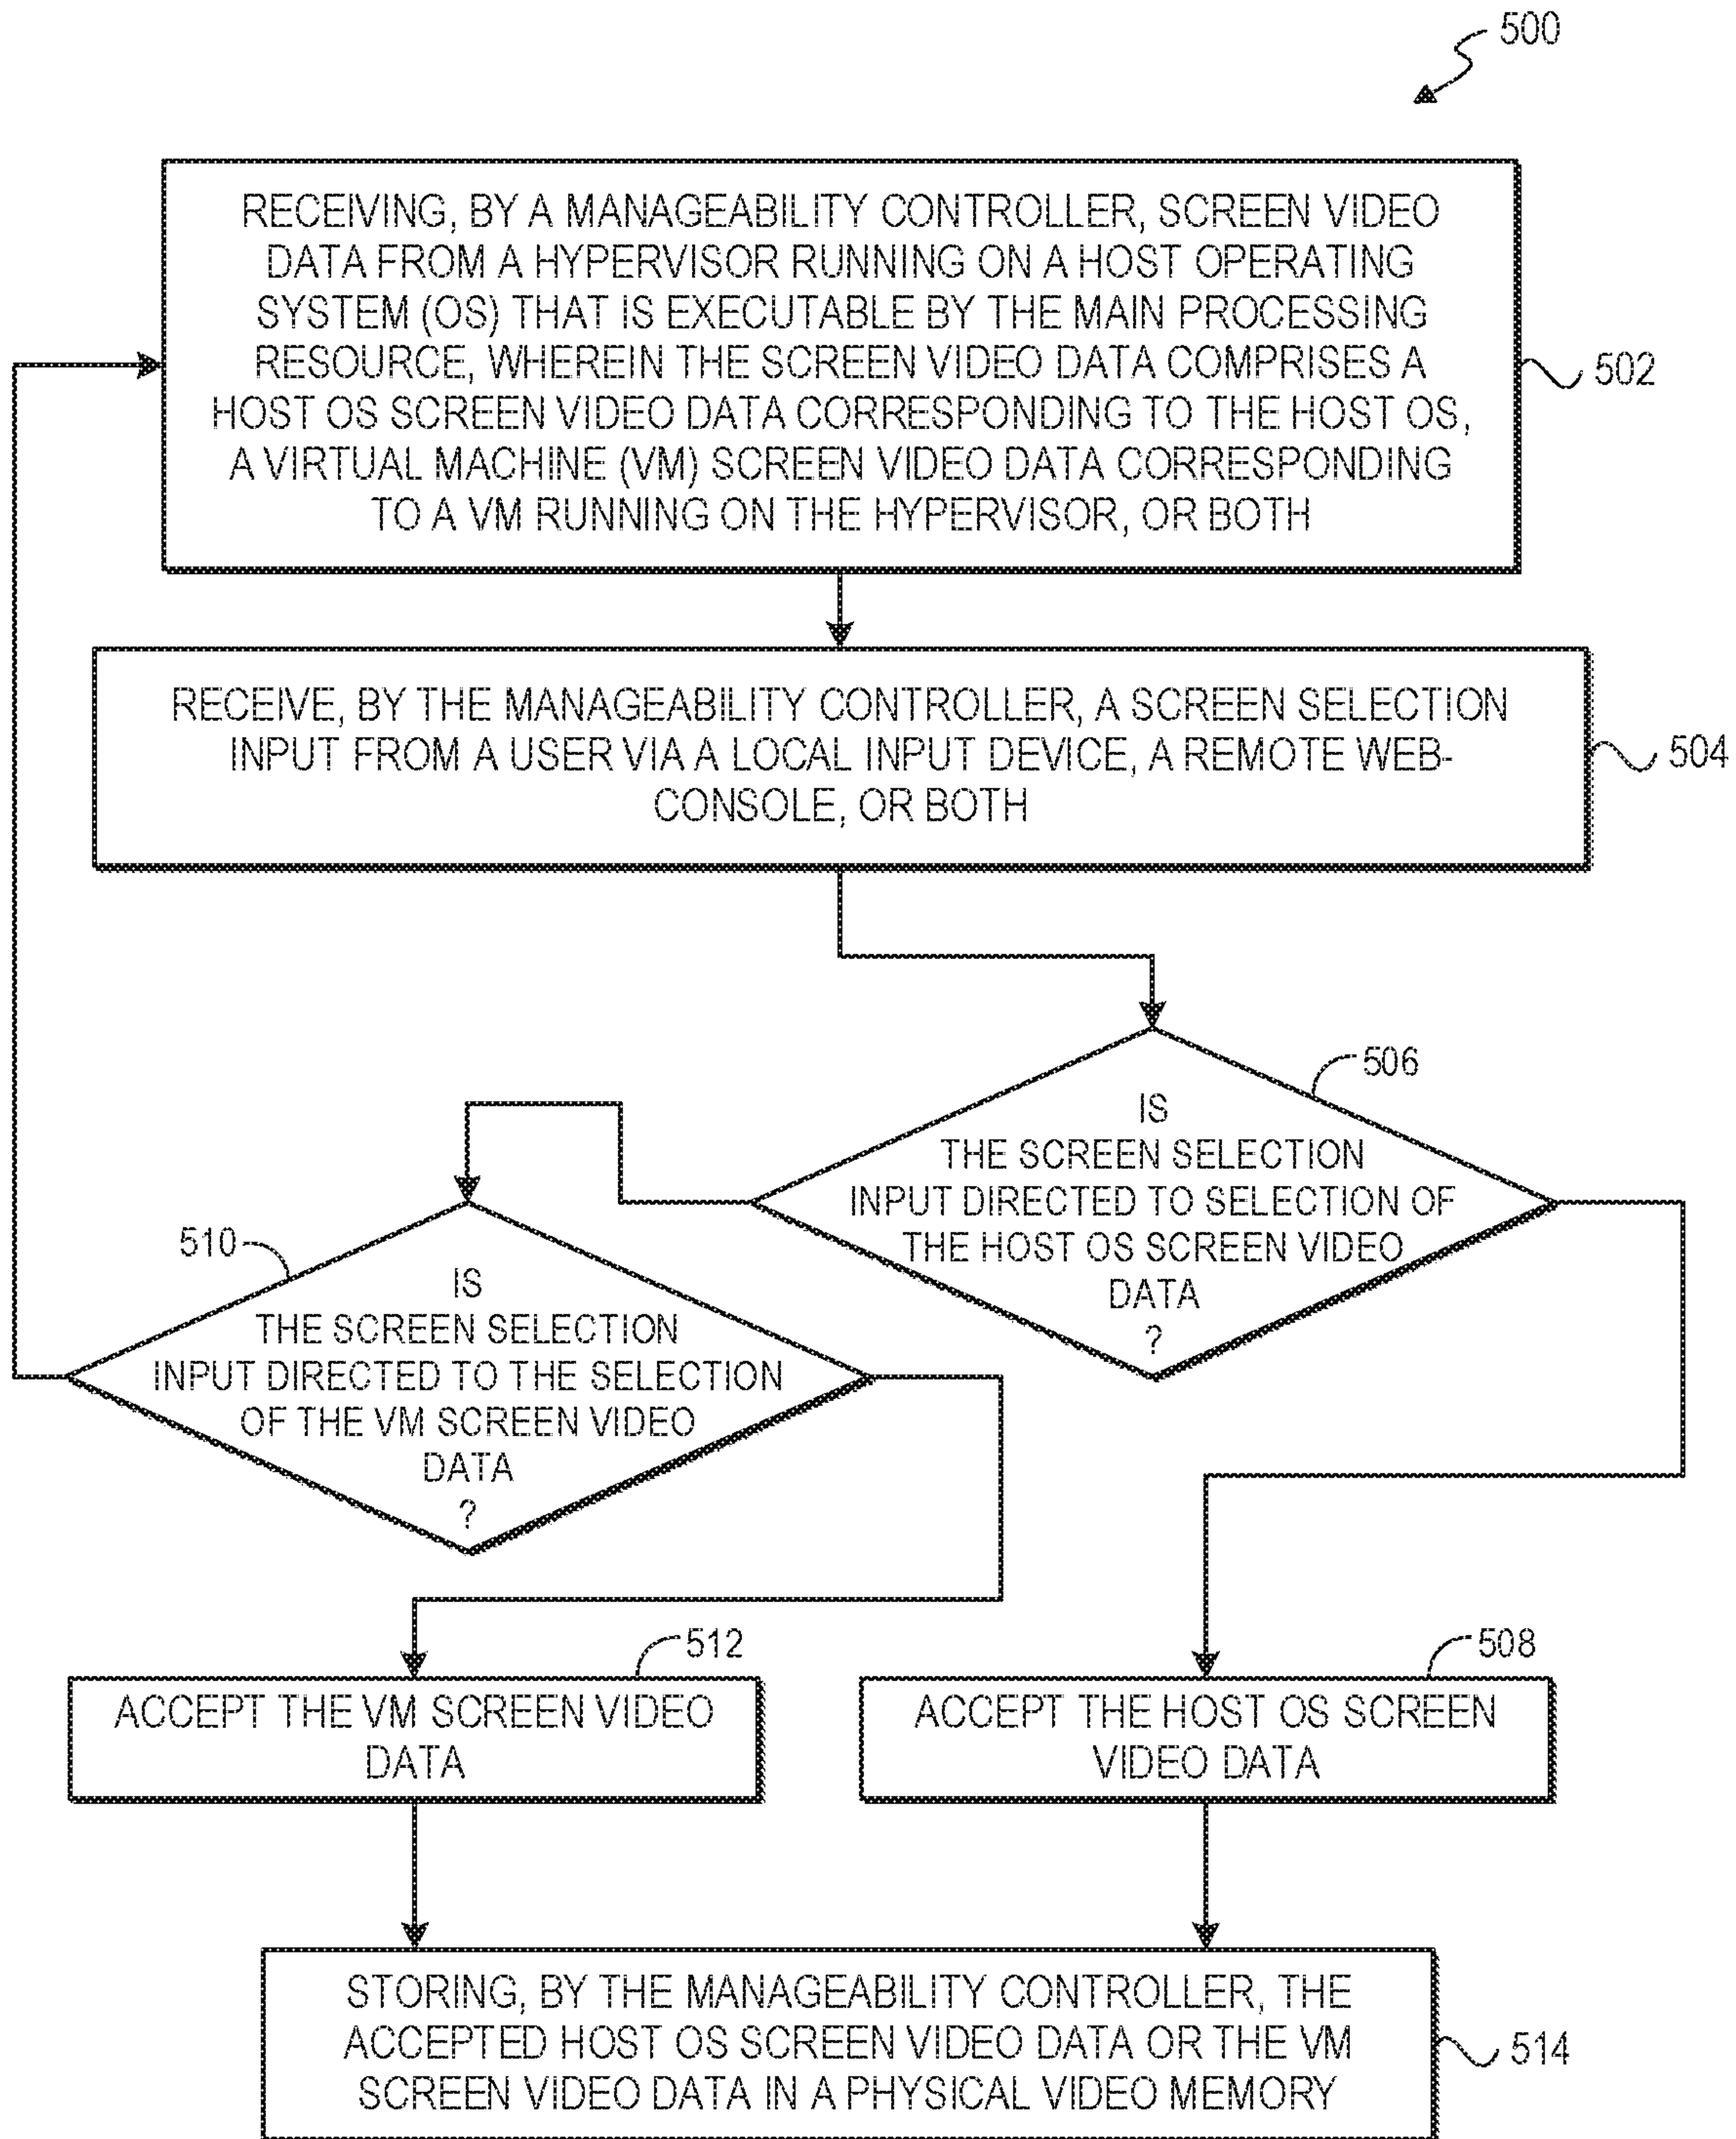 500
RECEIVING, BY A MANAGEABILITY CONTROLLER, SCREEN VIDEO
DATA FROM A HYPERVISOR RUNNING ON A HOST OPERATING
SYSTEM (OS) THAT IS EXECUTABLE BY THE MAIN PROCESSING
RESOURCE, WHEREIN THE SCREEN VIDEO DATA COMPRISES A
HOST OS SCREEN VIDEO DATA CORRESPONDING TO THE HOST OS,
A VIRTUAL MACHINE (VM) SCREEN VIDEO DATA CORRESPONDING
TO A VM RUNNING ON THE HYPERVISOR, OR BOTH
502
RECEIVE, BY THE MANAGEABILITY CONTROLLER, A SCREEN SELECTION
INPUT FROM A USER VIA A LOCAL INPUT DEVICE, A REMOTE WEB-
CONSOLE, OR BOTH
504
506
IS
THE SCREEN SELECTION
INPUT DIRECTED TO SELECTION OF
THE HOST OS SCREEN VIDEO
DATA
?
510
IS
THE SCREEN SELECTION
INPUT DIRECTED TO THE SELECTION
OF THE VM SCREEN VIDEO
DATA
?
512
ACCEPT THE VM SCREEN VIDEO
DATA
508
ACCEPT THE HOST OS SCREEN
VIDEO DATA
STORING, BY THE MANAGEABILITY CONTROLLER, THE
ACCEPTED HOST OS SCREEN VIDEO DATA OR THE VM
SCREEN VIDEO DATA IN A PHYSICAL VIDEO MEMORY
514